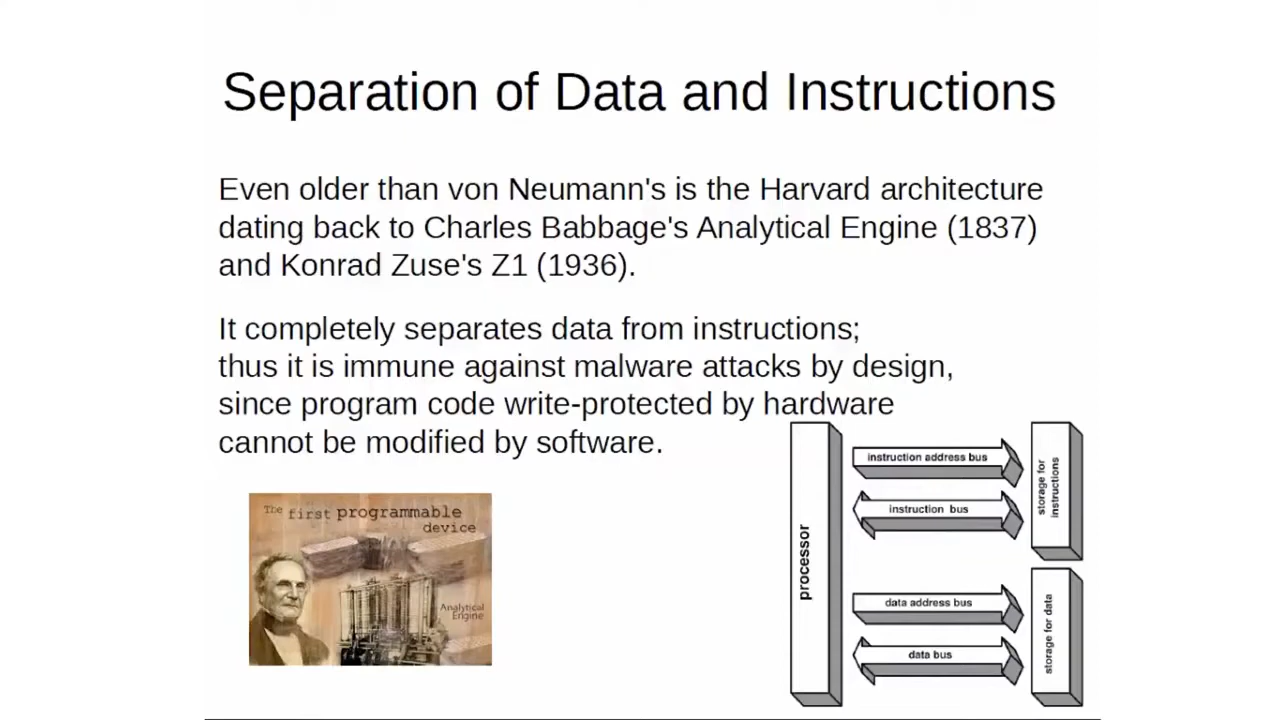 Separation of Data and Instructions
Even older than von Neumann's is the Harvard architecture
dating back to Charles Babbage's Analytical Engine (1837)
and Konrad Zuse's Z1 (1936).
It completely separates data from instructions;
thus it is immune against malware attacks by design,
since program code write-protected by hardware
cannot be modified by software.
The first programmable
device
Analytical
Engine
processor
instruction address bus
instruction bus
storage for
instructions
data address bus
data bus
storage for data